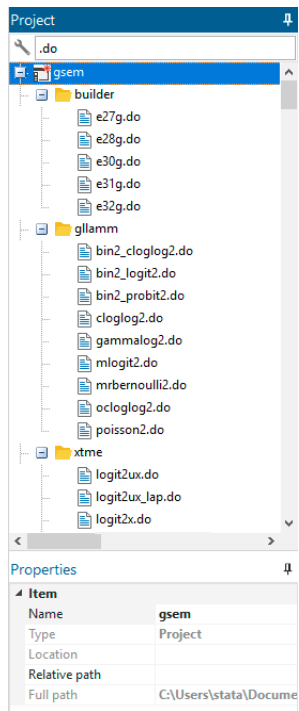 Project
.do
gsem
builder
e27g.do
e28g.do
e30g.do
e31g.do
e32g.do
gllamm
bin2_cloglog2.do
bin2_logit2.do
bin2_probit2.do
cloglog2.do
gammalog2.do
mlogit2.do
mrbernoulli2.do
ocloglog2.do
poisson2.do
xtme
logit2ux.do
logit2ux_lap.do
logit2x.do
Properties
Item
Name gsem
Type Project
Location
Relative path
Full path C:\Users\stata\Docume